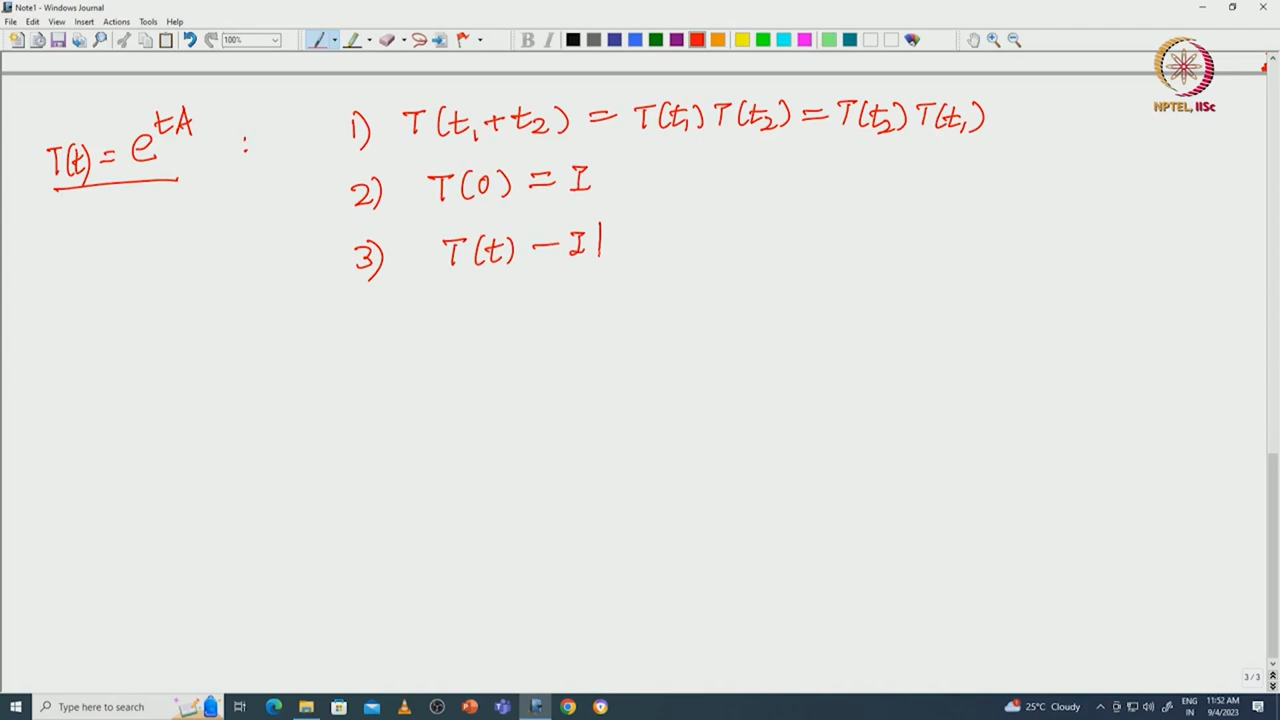 Note1 - Windows Journal
File Edit View Insert Actions Tools Help
100%
B I
NPTEL, IISc
T(t) = e^{tA} :
1) T(t₁+t₂) = T(t₁) T(t₂) = T(t₂) T(t₁)
2) T(0) = I
3) T(t) - I |
3 / 3
Type here to search
25°C Cloudy
ENG
IN
11:52 AM
9/4/2023